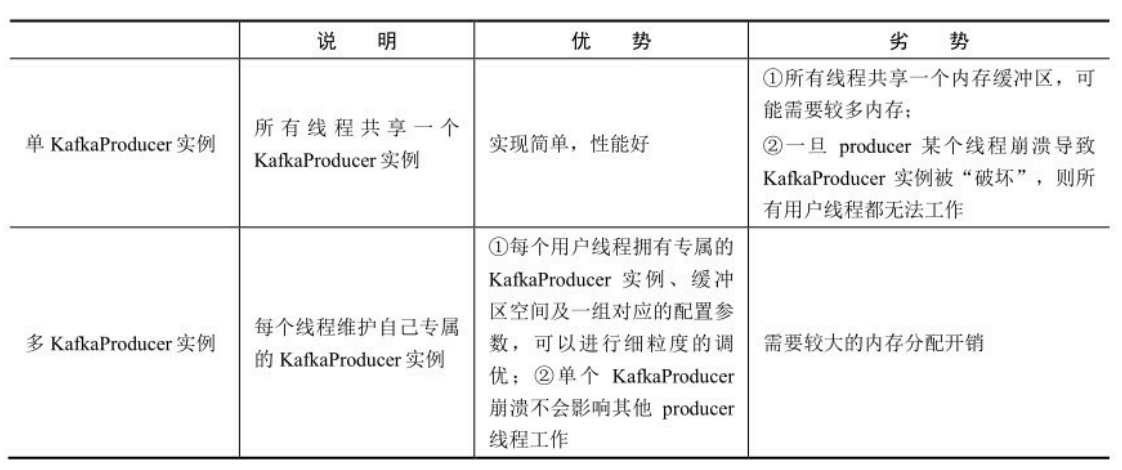 说 明 优 势 劣 势
单 KafkaProducer 实例
所有线程共享一个
KafkaProducer 实例
实现简单，性能好
①所有线程共享一个内存缓冲区，可
能需要较多内存；
②一旦 producer 某个线程崩溃导致
KafkaProducer 实例被“破坏”，则所
有用户线程都无法工作
多 KafkaProducer 实例
每个线程维护自己专属
的 KafkaProducer 实例
①每个用户线程拥有专属的
KafkaProducer 实例、缓冲
区空间及一组对应的配置参
数，可以进行细粒度的调
优；②单个 KafkaProducer
崩溃不会影响其他 producer
线程工作
需要较大的内存分配开销